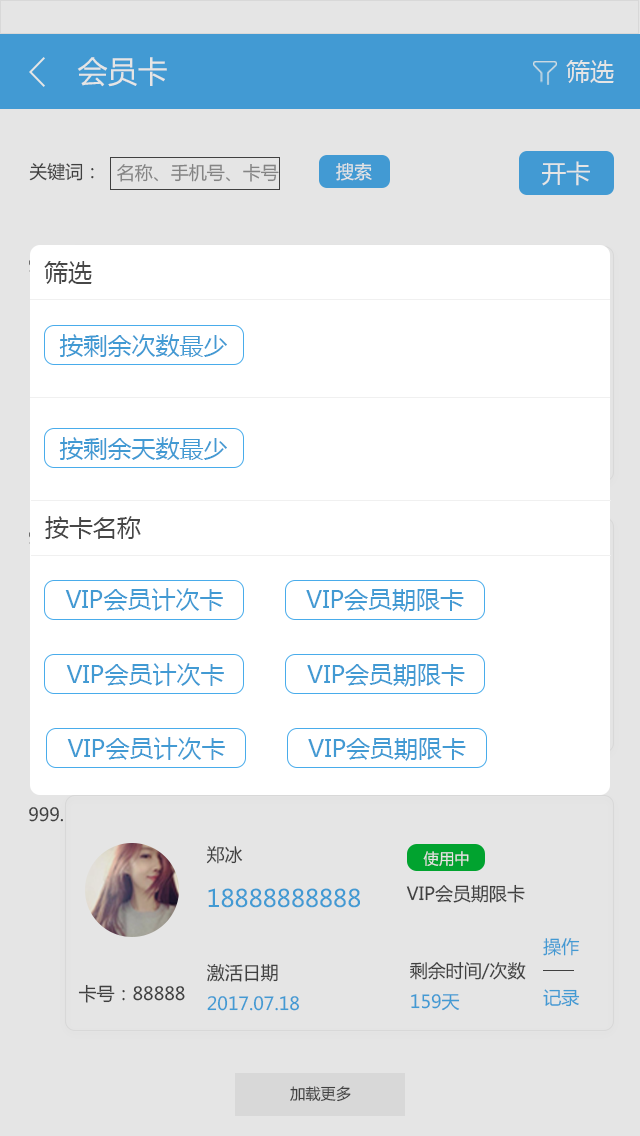 会员卡
筛选
关键词：
名称、手机号、卡号
搜索
开卡
筛选
按剩余次数最少
按剩余天数最少
按卡名称
VIP会员计次卡 VIP会员期限卡
VIP会员计次卡 VIP会员期限卡
VIP会员计次卡 VIP会员期限卡
999.
郑冰
使用中
18888888888
VIP会员期限卡
操作
激活日期
剩余时间/次数
卡号：88888
2017.07.18
159天
记录
加载更多